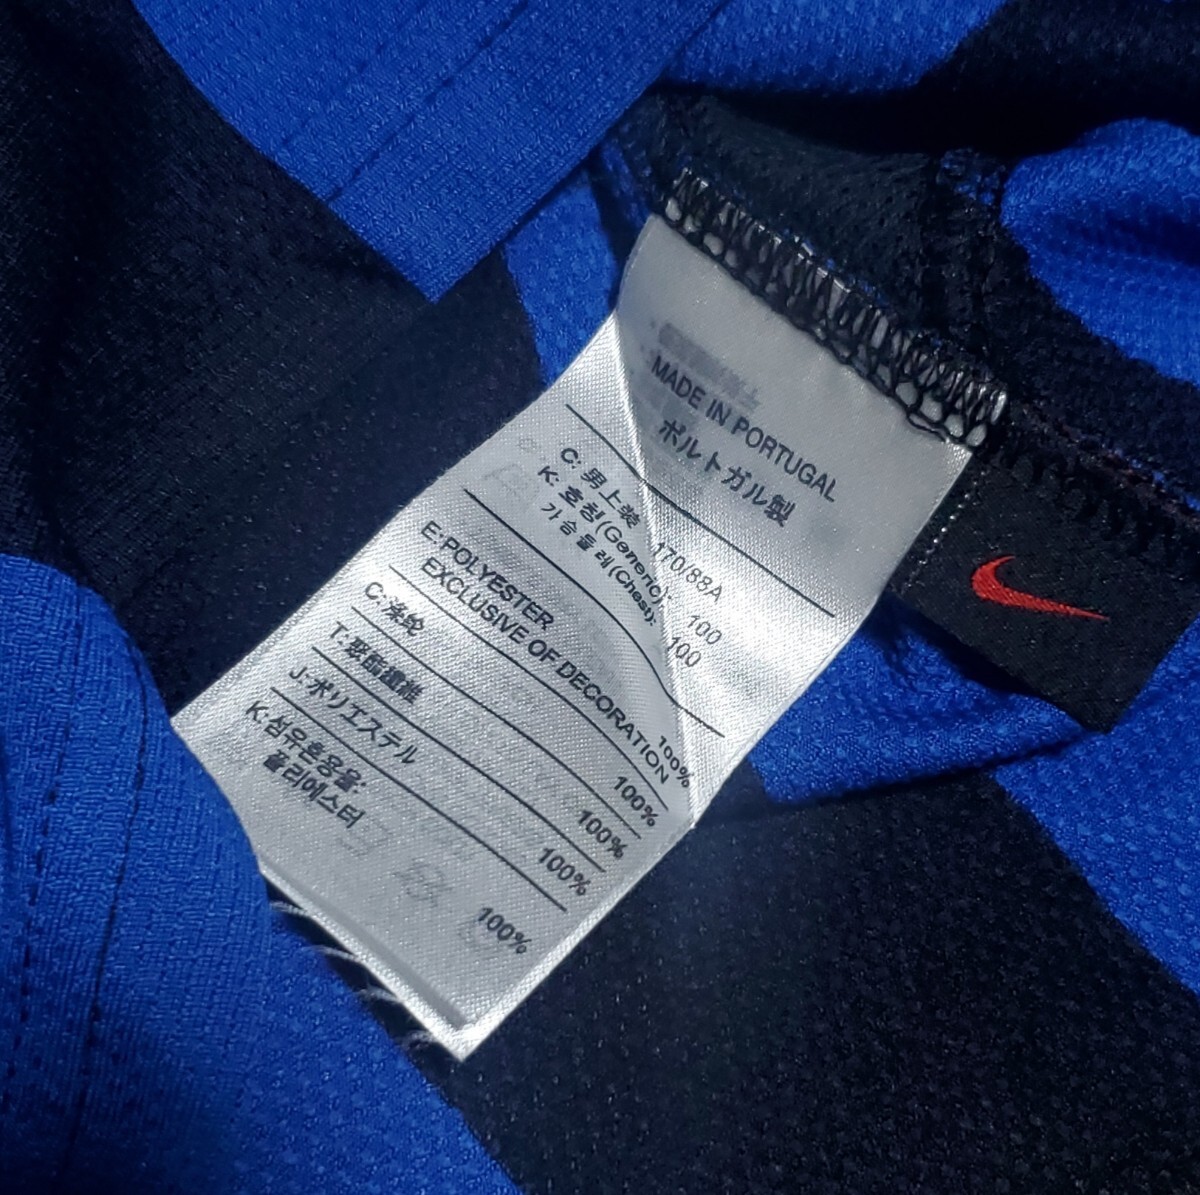 MADE IN PORTUGAL
ポルトガル製
C: 男上装 170/88A
K: 호칭(Generic): 100
가슴둘레(Chest): 100
E:POLYESTER 100%
EXCLUSIVE OF DECORATION
C:涤纶 100%
T:聚酯纖維 100%
J:ポリエステル 100%
K:섬유혼용율:
폴리에스터 100%